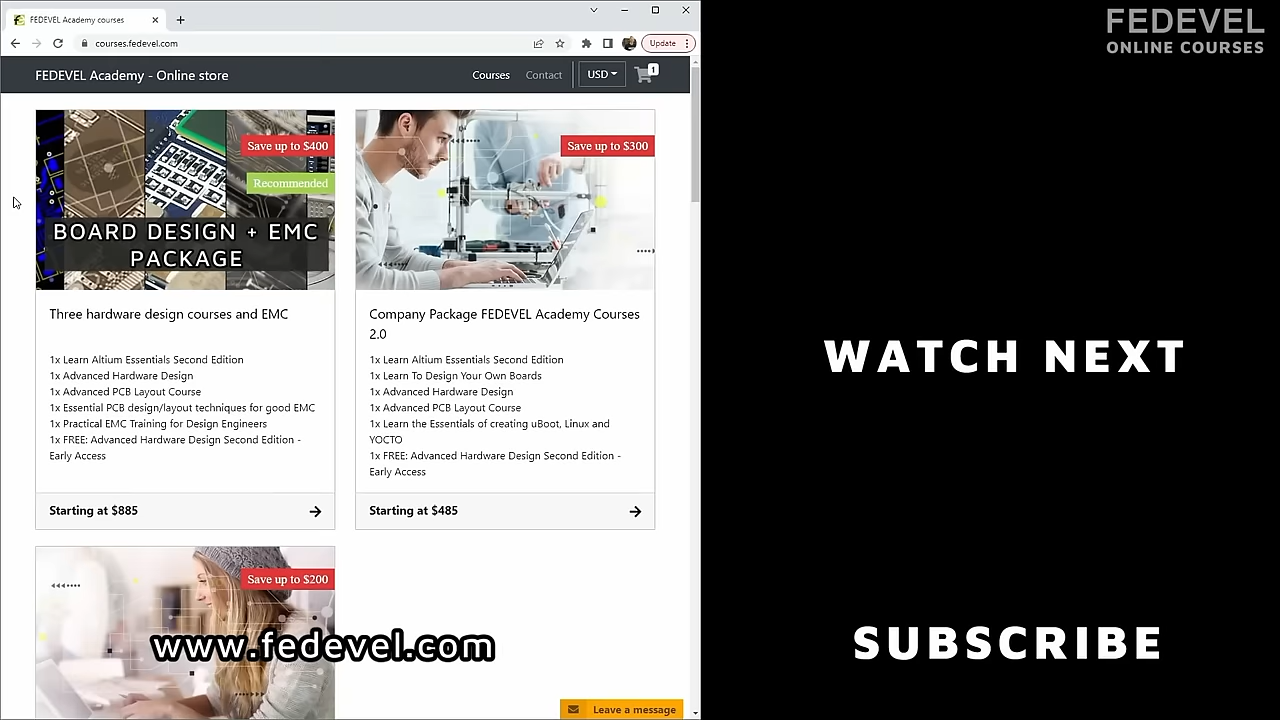 FEDEVEL Academy courses
courses.fedevel.com
Update
FEDEVEL Academy - Online store
Courses
Contact
USD
1
Save up to $400
Recommended
BOARD DESIGN + EMC
PACKAGE
Three hardware design courses and EMC
1x Learn Altium Essentials Second Edition
1x Advanced Hardware Design
1x Advanced PCB Layout Course
1x Essential PCB design/layout techniques for good EMC
1x Practical EMC Training for Design Engineers
1x FREE: Advanced Hardware Design Second Edition -
Early Access
Starting at $885
Save up to $300
Company Package FEDEVEL Academy Courses
2.0
1x Learn Altium Essentials Second Edition
1x Learn To Design Your Own Boards
1x Advanced Hardware Design
1x Advanced PCB Layout Course
1x Learn the Essentials of creating uBoot, Linux and
YOCTO
1x FREE: Advanced Hardware Design Second Edition -
Early Access
Starting at $485
Save up to $200
www.fedevel.com
Leave a message
FEDEVEL
ONLINE COURSES
WATCH NEXT
SUBSCRIBE